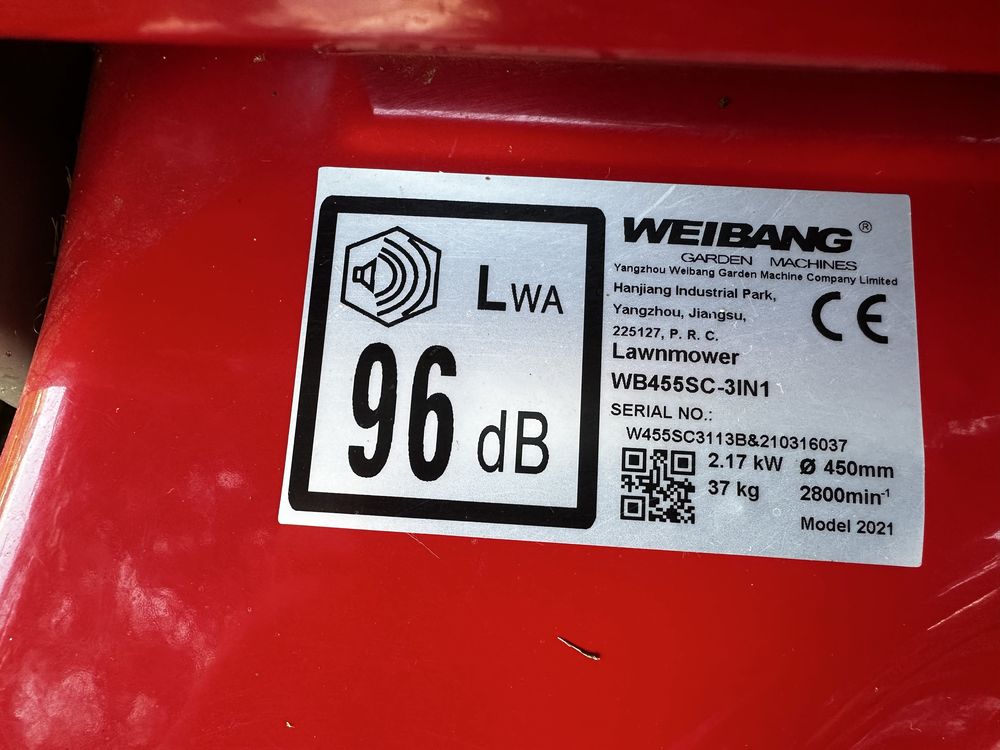 LWA
96 dB
WEIBANG®
GARDEN MACHINES
Yangzhou Weibang Garden Machine Company Limited
Hanjiang Industrial Park,
Yangzhou, Jiangsu,
225127, P. R. C.
CE
Lawnmower
WB455SC-3IN1
SERIAL NO.:
W455SC3113B&210316037
2.17 kW Ø 450mm
37 kg 2800min⁻¹
Model 2021